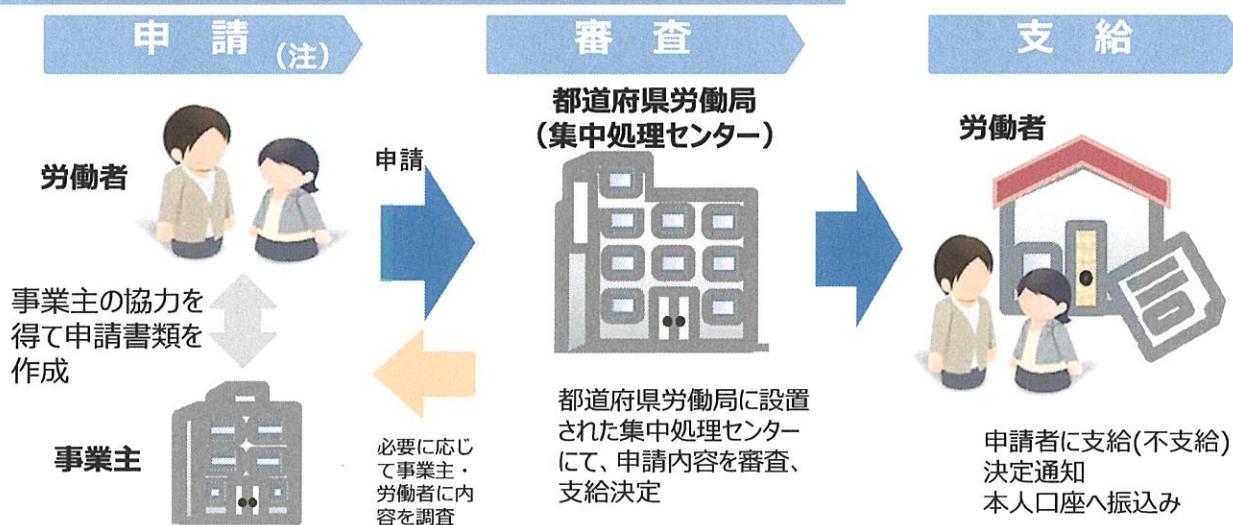 申 請 (注)
労働者
事業主の協力を
得て申請書類を
作成
事業主
申請
必要に応じ
て事業主・
労働者に内
容を調査
審 査
都道府県労働局
(集中処理センター)
都道府県労働局に設置
された集中処理センター
にて、申請内容を審査、
支給決定
支 給
労働者
申請者に支給(不支給)
決定通知
本人口座へ振込み